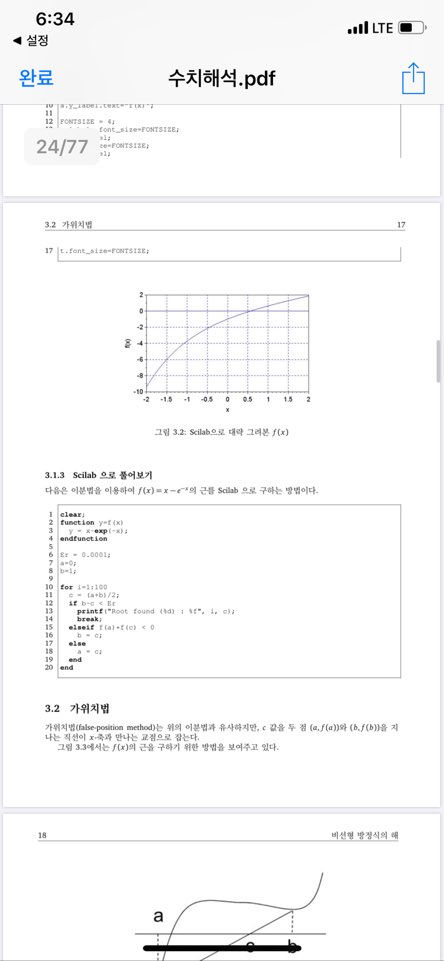 6:34
LTE
◀ 설정
완료
수치해석.pdf
10 a.y_label.text="f(x)";
11
12 FONTSIZE = 4;
font_size=FONTSIZE;
24/77
17
3.2 가위치법
17 t.font_size=FONTSIZE;
2
0
-2
-4
-6
-8
-10
f(x)
-2 -1.5 -1 -0.5 0 0.5 1 1.5 2
x
그림 3.2: Scilab으로 대략 그려본 f(x)
3.1.3 Scilab 으로 풀어보기
다음은 이분법을 이용하여 f(x) = x − e⁻ˣ의 근를 Scilab 으로 구하는 방법이다.
1 clear;
2 function y=f(x)
3 y = x-exp(-x);
4 endfunction
5
6 Er = 0.0001;
7 a=0;
8 b=1;
9
10 for i=1:100
11 c = (a+b)/2;
12 if b-c < Er
13 printf("Root found (%d) : %f", i, c);
14 break;
15 elseif f(a)*f(c) < 0
16 b = c;
17 else
18 a = c;
19 end
20 end
3.2 가위치법
가위치법(false-position method)는 위의 이분법과 유사하지만, c 값을 두 점 (a, f(a))와 (b, f(b))을 지
나는 직선이 x-축과 만나는 교점으로 잡는다.
그림 3.3에서는 f(x)의 근을 구하기 위한 방법을 보여주고 있다.
18
비선형 방정식의 해
a
c b